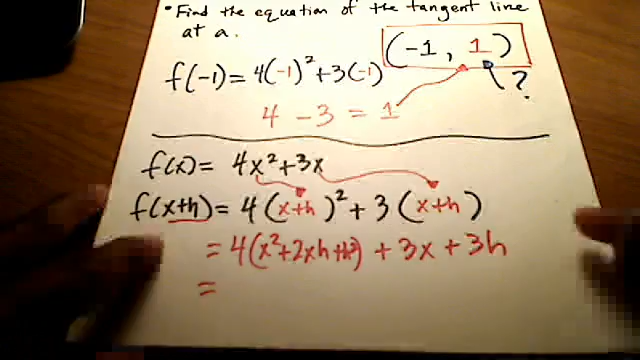 • Find the equation of the tangent line
at a.
(-1, 1)
f(-1) = 4(-1)² + 3(-1)
?
4 - 3 = 1
f(x) = 4x² + 3x
f(x+h) = 4(x+h)² + 3(x+h)
= 4(x² + 2xh + h²) + 3x + 3h
=